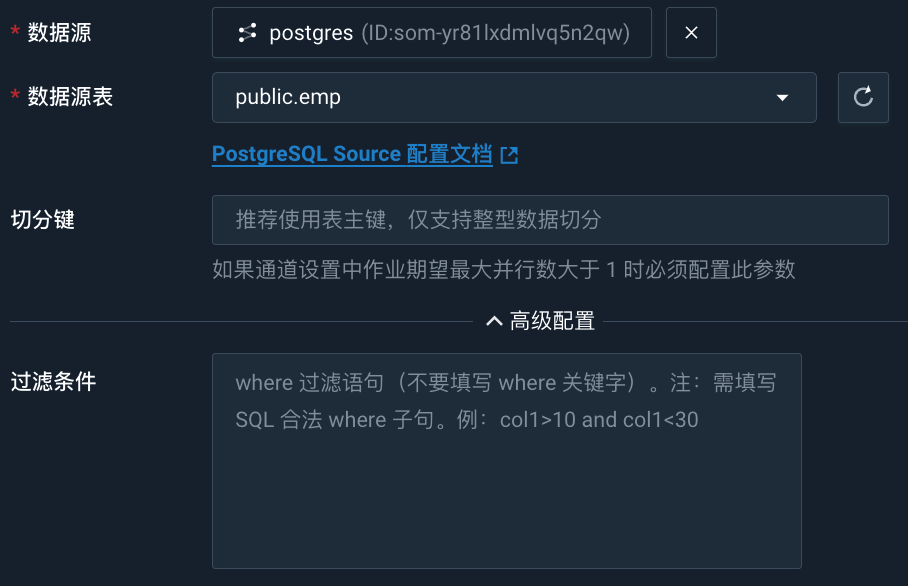 * 数据源 postgres (ID:som-yr81lxdmlvq5n2qw)
* 数据源表 public.emp
PostgreSQL Source 配置文档
切分键 推荐使用表主键，仅支持整型数据切分
如果通道设置中作业期望最大并行数大于 1 时必须配置此参数
高级配置
过滤条件 where 过滤语句（不要填写 where 关键字）。注：需填写
SQL 合法 where 子句。例：col1>10 and col1<30